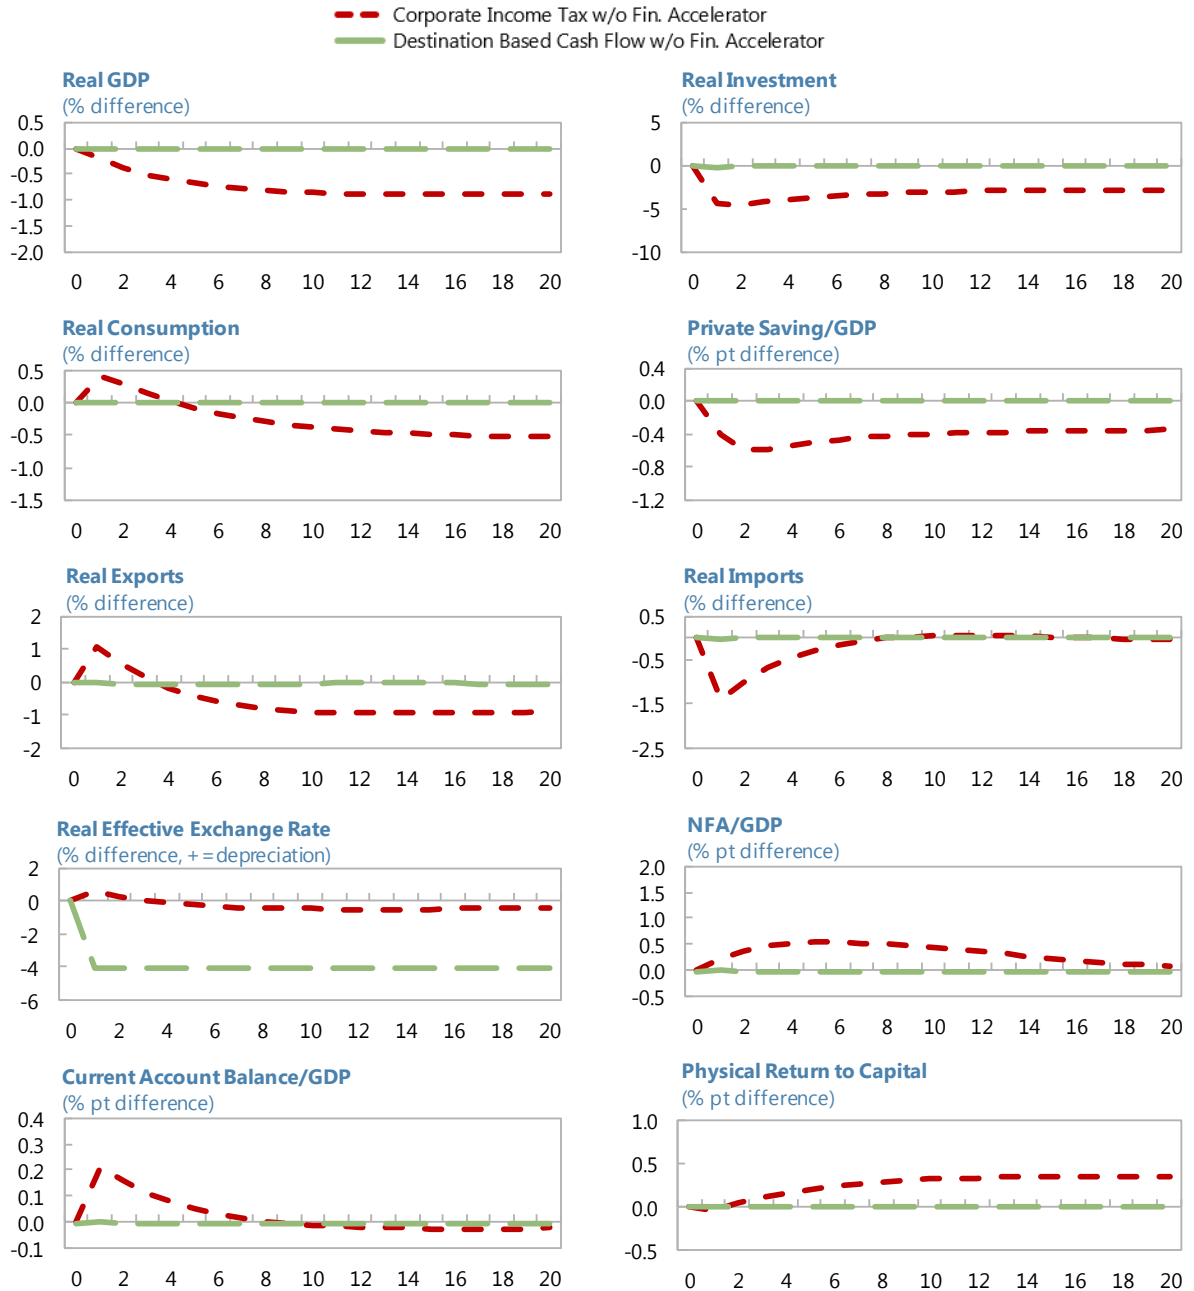 Corporate Income Tax w/o Fin. Accelerator
Destination Based Cash Flow w/o Fin. Accelerator
Real GDP
(% difference)
0.5
0.0
-0.5
-1.0
-1.5
-2.0
0 2 4 6 8 10 12 14 16 18 20
Real Investment
(% difference)
5
0
-5
-10
0 2 4 6 8 10 12 14 16 18 20
Real Consumption
(% difference)
0.5
0.0
-0.5
-1.0
-1.5
0 2 4 6 8 10 12 14 16 18 20
Private Saving/GDP
(% pt difference)
0.4
0.0
-0.4
-0.8
-1.2
0 2 4 6 8 10 12 14 16 18 20
Real Exports
(% difference)
2
1
0
-1
-2
0 2 4 6 8 10 12 14 16 18 20
Real Imports
(% difference)
0.5
-0.5
-1.5
-2.5
0 2 4 6 8 10 12 14 16 18 20
Real Effective Exchange Rate
(% difference, + =depreciation)
2
0
-2
-4
-6
0 2 4 6 8 10 12 14 16 18 20
NFA/GDP
(% pt difference)
2.0
1.5
1.0
0.5
0.0
-0.5
0 2 4 6 8 10 12 14 16 18 20
Current Account Balance/GDP
(% pt difference)
0.4
0.3
0.2
0.1
0.0
-0.1
0 2 4 6 8 10 12 14 16 18 20
Physical Return to Capital
(% pt difference)
1.0
0.5
0.0
-0.5
0 2 4 6 8 10 12 14 16 18 20